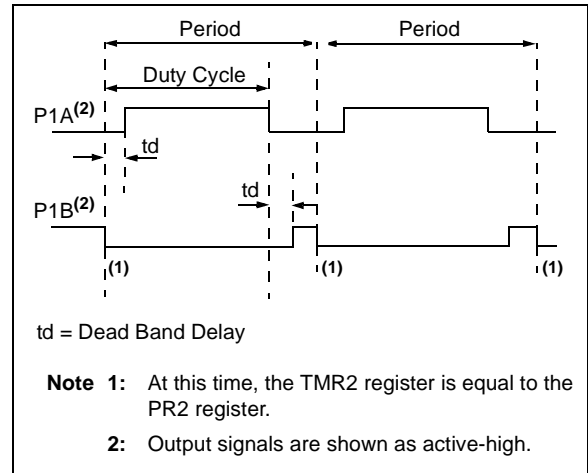 Period Period
Duty Cycle
P1A(2)
td
td
P1B(2)
(1) (1) (1)
td = Dead Band Delay
Note 1: At this time, the TMR2 register is equal to the
PR2 register.
2: Output signals are shown as active-high.